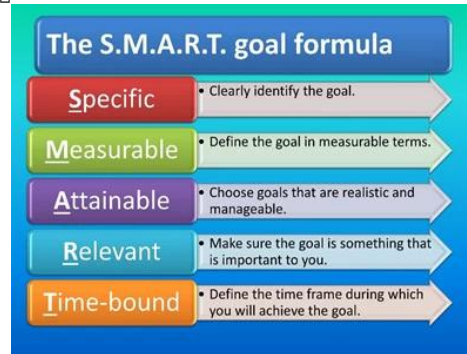 The S.M.A.R.T. goal formula
Specific
• Clearly identify the goal.
Measurable
• Define the goal in measurable terms.
Attainable
• Choose goals that are realistic and
manageable.
Relevant
• Make sure the goal is something that
is important to you.
Time-bound
• Define the time frame during which
you will achieve the goal.